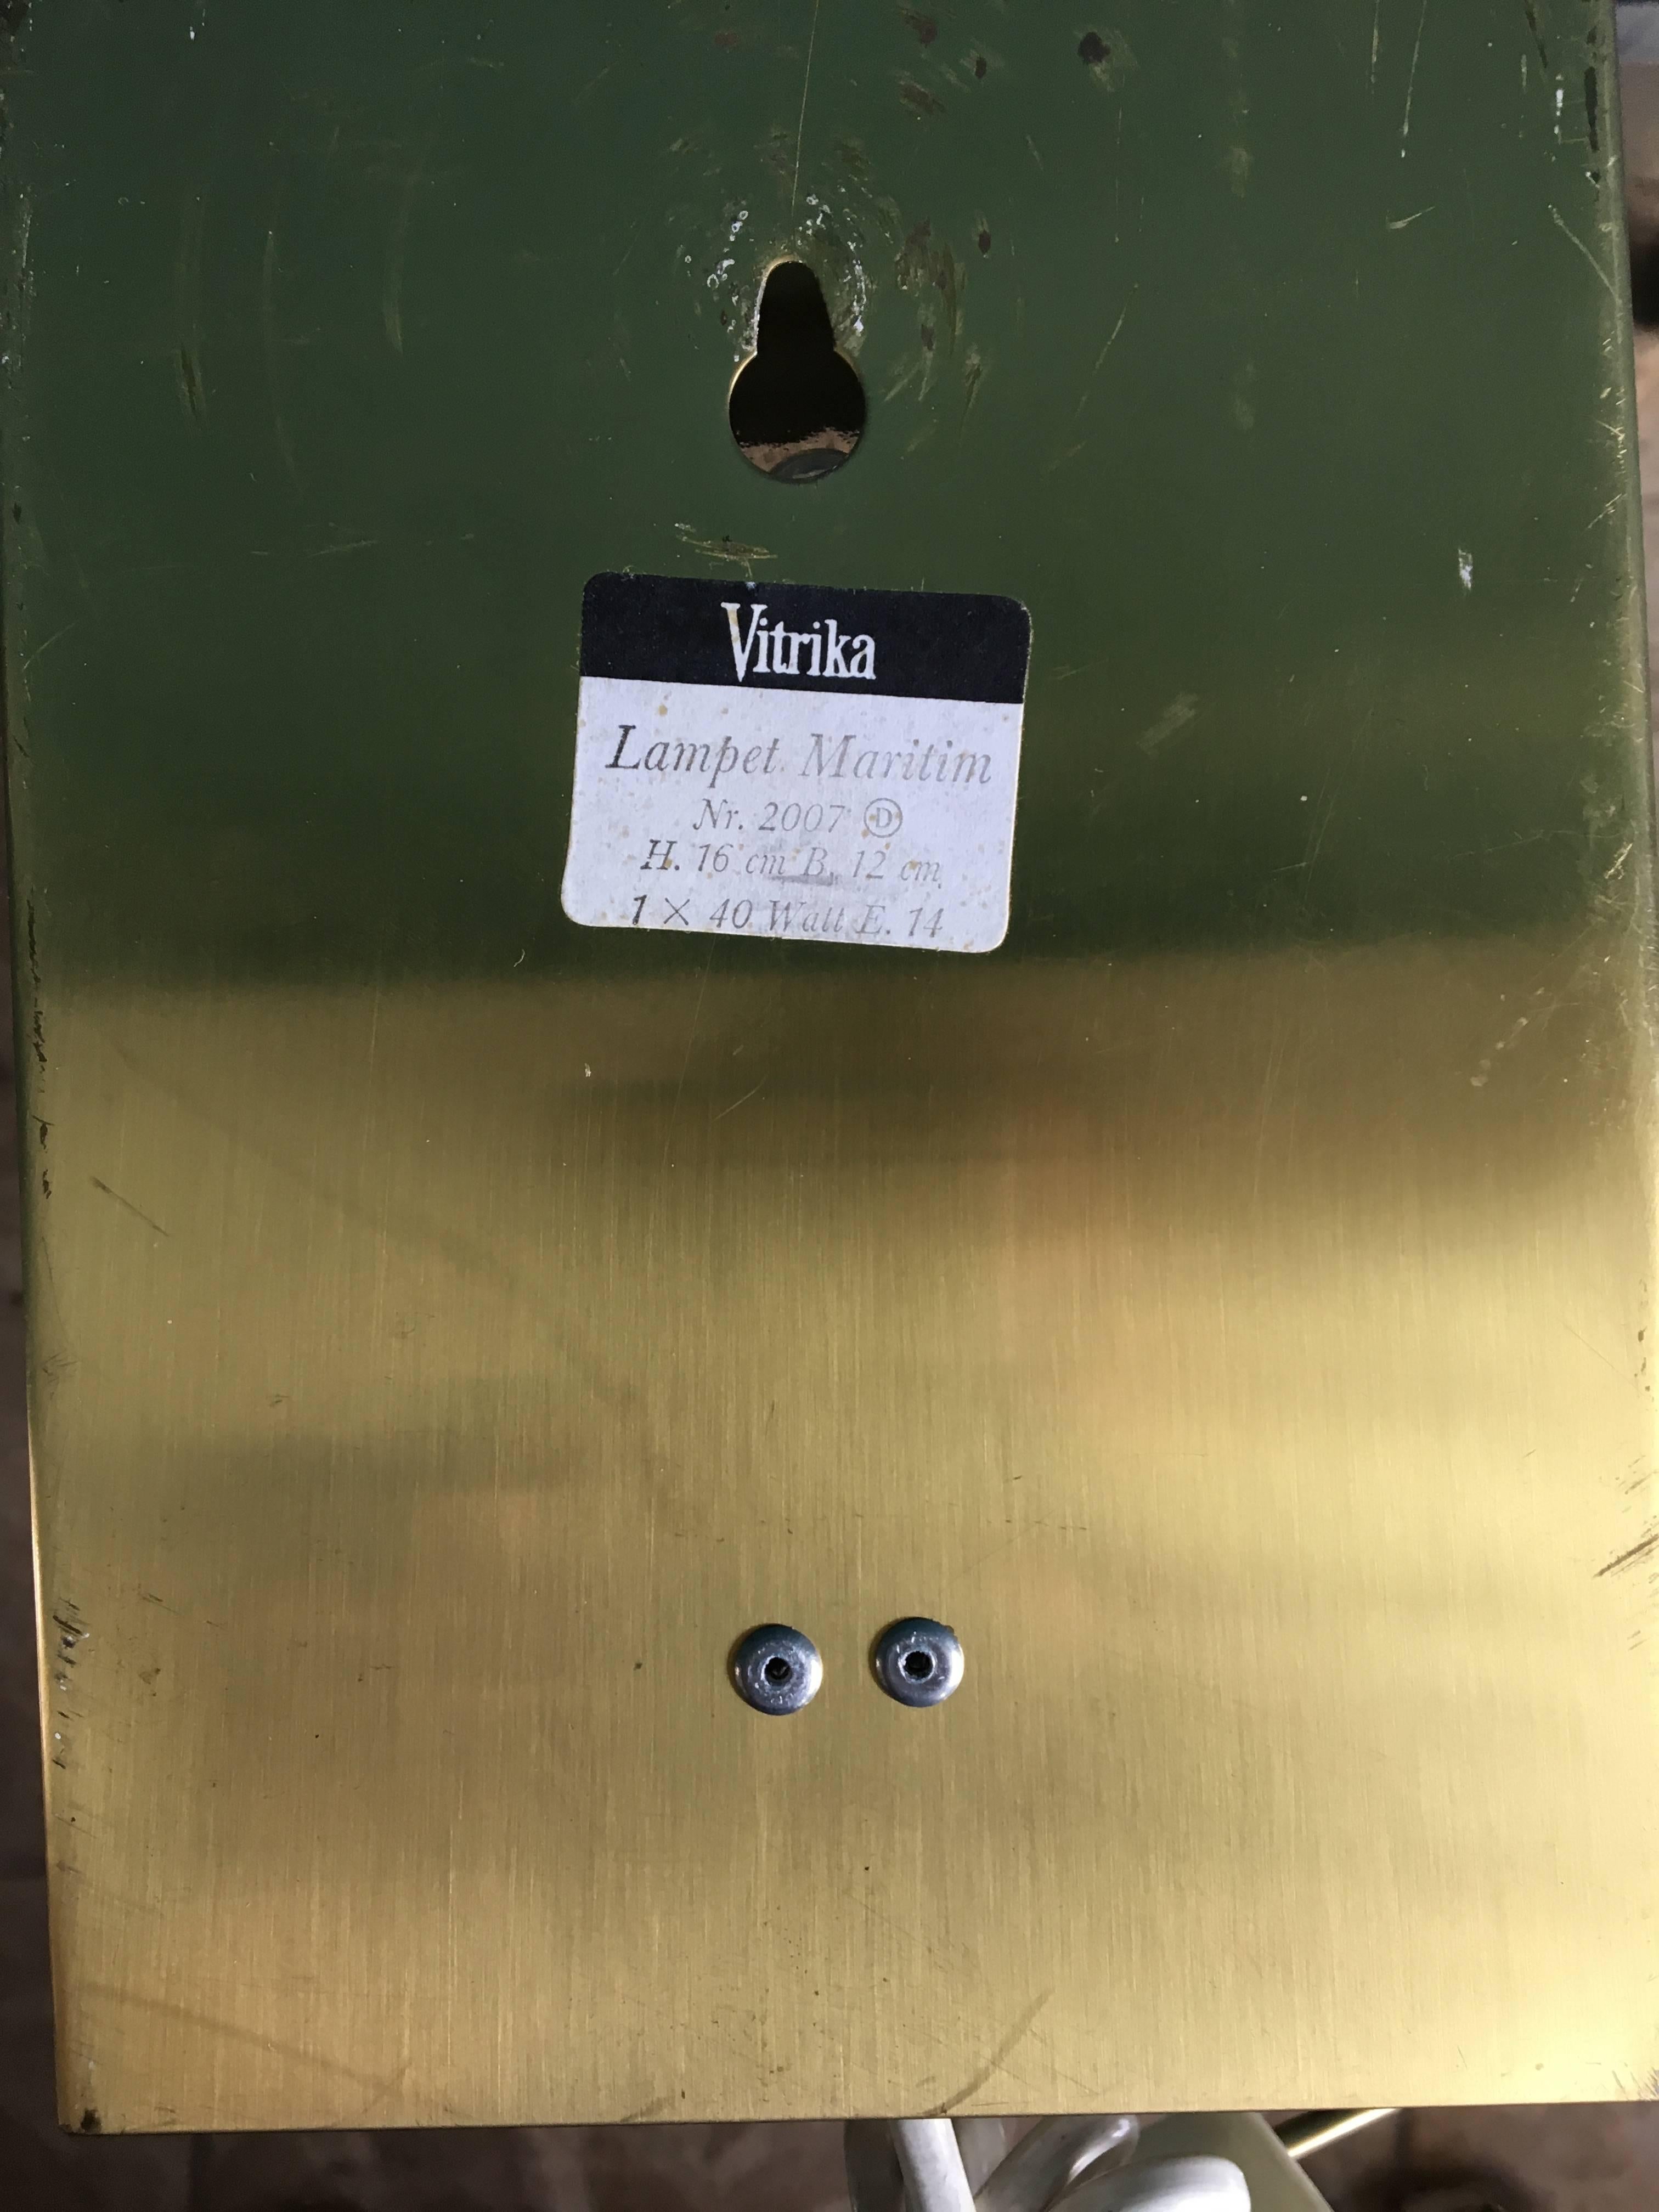 Vitrika
Lampet Maritim
Nr. 2007 Ⓓ
H. 16 cm B. 12 cm
1 × 40 Watt E. 14